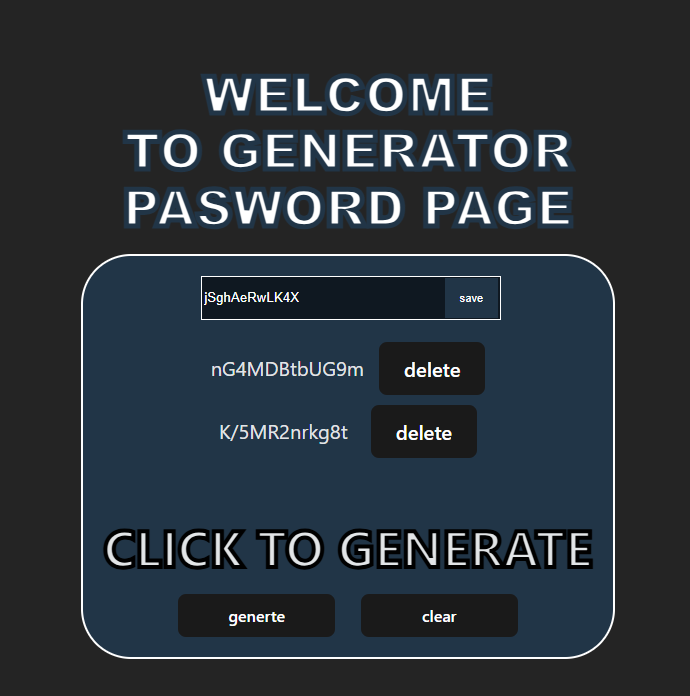 WELCOME
TO GENERATOR
PASWORD PAGE
jSghAeRwLK4X save
nG4MDBtbUG9m delete
K/5MR2nrkg8t delete
CLICK TO GENERATE
generte clear